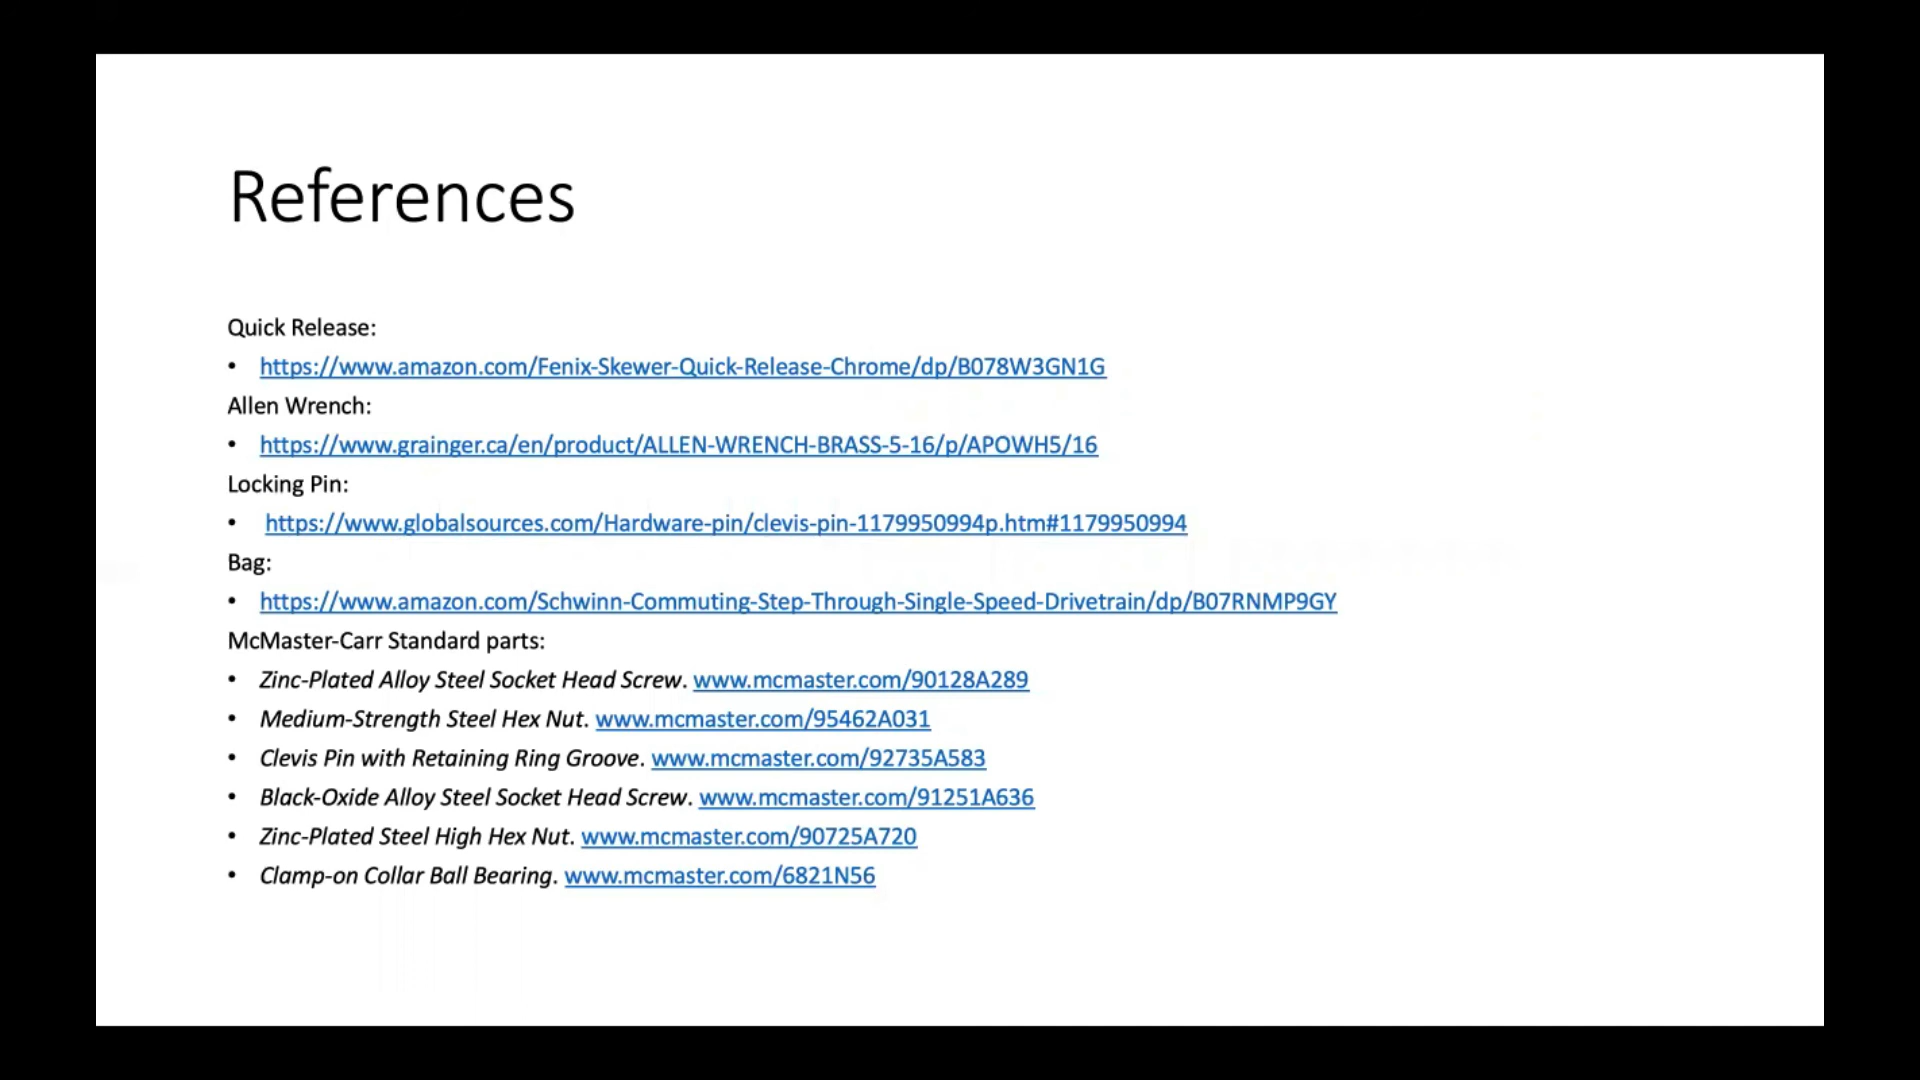 References
Quick Release:
• https://www.amazon.com/Fenix-Skewer-Quick-Release-Chrome/dp/B078W3GN1G
Allen Wrench:
• https://www.grainger.ca/en/product/ALLEN-WRENCH-BRASS-5-16/p/APOWH5/16
Locking Pin:
• https://www.globalsources.com/Hardware-pin/clevis-pin-1179950994p.htm#1179950994
Bag:
• https://www.amazon.com/Schwinn-Commuting-Step-Through-Single-Speed-Drivetrain/dp/B07RNMP9GY
McMaster-Carr Standard parts:
• Zinc-Plated Alloy Steel Socket Head Screw. www.mcmaster.com/90128A289
• Medium-Strength Steel Hex Nut. www.mcmaster.com/95462A031
• Clevis Pin with Retaining Ring Groove. www.mcmaster.com/92735A583
• Black-Oxide Alloy Steel Socket Head Screw. www.mcmaster.com/91251A636
• Zinc-Plated Steel High Hex Nut. www.mcmaster.com/90725A720
• Clamp-on Collar Ball Bearing. www.mcmaster.com/6821N56